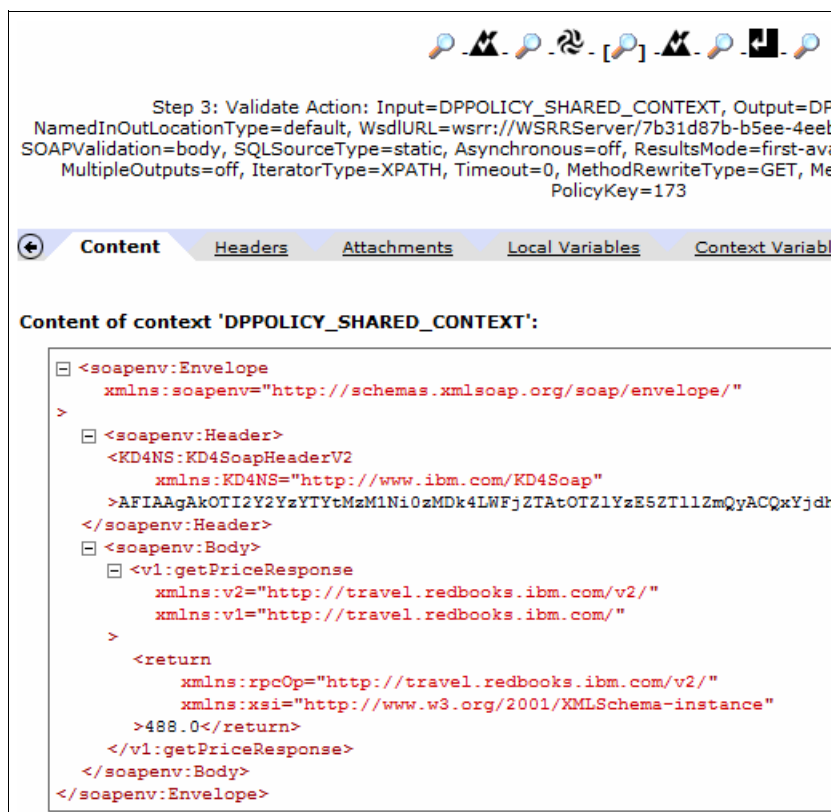 Step 3: Validate Action: Input=DPPOLICY_SHARED_CONTEXT, Output=DP
NamedInOutLocationType=default, WsdlURL=wsrr://WSRRServer/7b31d87b-b5ee-4eeb
SOAPValidation=body, SQLSourceType=static, Asynchronous=off, ResultsMode=first-ava
MultipleOutputs=off, IteratorType=XPATH, Timeout=0, MethodRewriteType=GET, Me
PolicyKey=173
Content Headers Attachments Local Variables Context Variabl
Content of context 'DPPOLICY_SHARED_CONTEXT':
<soapenv:Envelope
xmlns:soapenv="http://schemas.xmlsoap.org/soap/envelope/"
>
<soapenv:Header>
<KD4NS:KD4SoapHeaderV2
xmlns:KD4NS="http://www.ibm.com/KD4Soap"
>AFIAAgAkOTI2Y2YzYTYtMzM1Ni0zMDk4LWFjZTAtOTZlYzE5ZTllZmQyACQxYjdh
</soapenv:Header>
<soapenv:Body>
<v1:getPriceResponse
xmlns:v2="http://travel.redbooks.ibm.com/v2/"
xmlns:v1="http://travel.redbooks.ibm.com/"
>
<return
xmlns:rpcOp="http://travel.redbooks.ibm.com/v2/"
xmlns:xsi="http://www.w3.org/2001/XMLSchema-instance"
>488.0</return>
</v1:getPriceResponse>
</soapenv:Body>
</soapenv:Envelope>